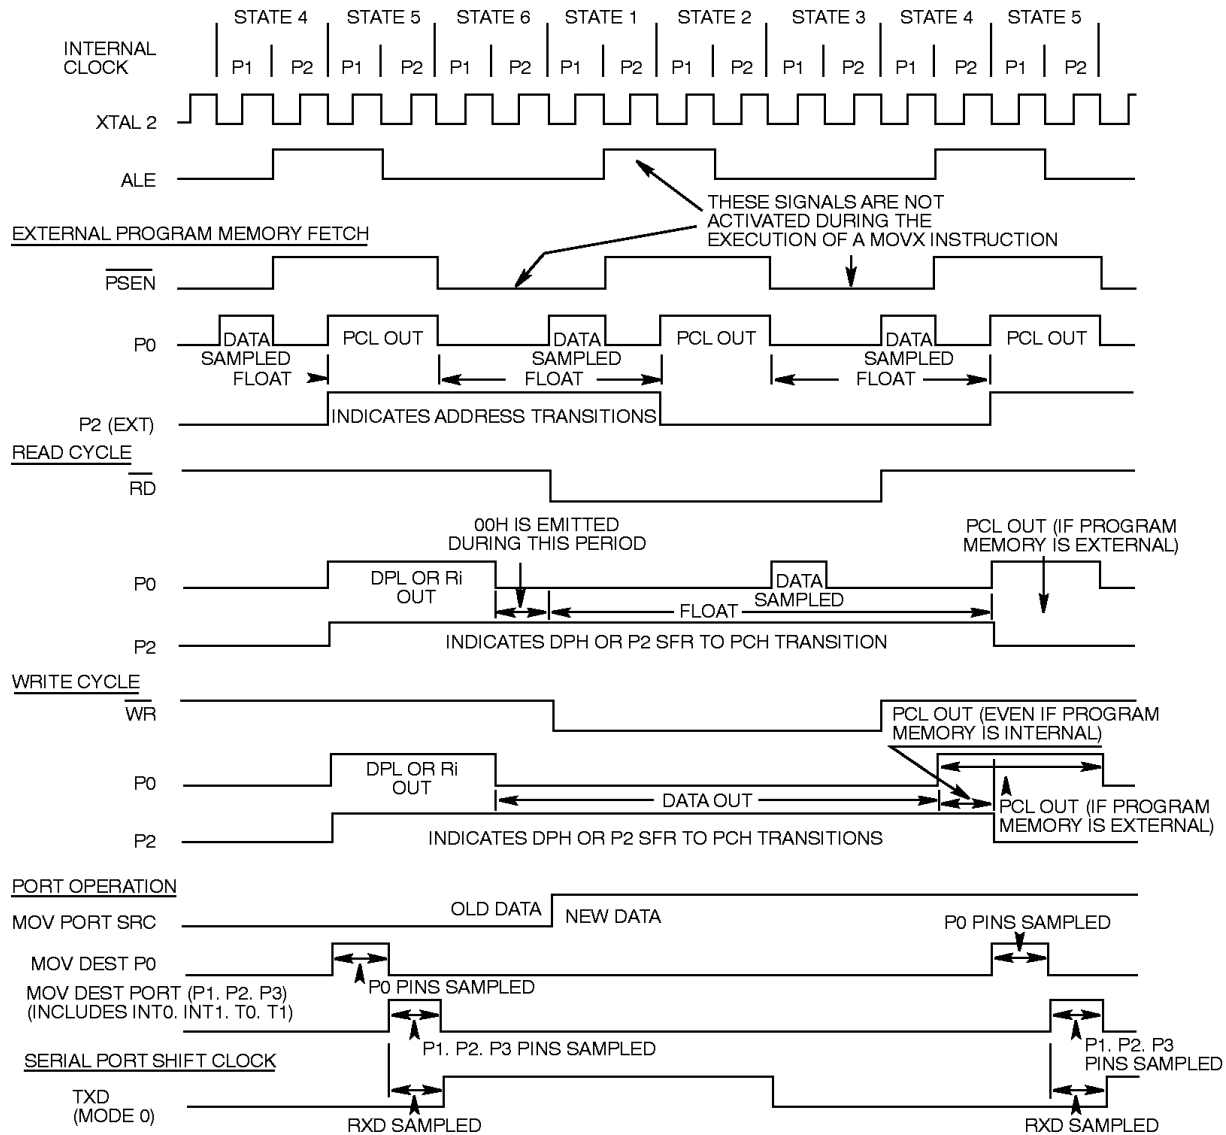 STATE 4 STATE 5 STATE 6 STATE 1 STATE 2 STATE 3 STATE 4 STATE 5
INTERNAL
CLOCK
P1 P2 P1 P2 P1 P2 P1 P2 P1 P2 P1 P2 P1 P2 P1 P2
XTAL 2
ALE
THESE SIGNALS ARE NOT
ACTIVATED DURING THE
EXECUTION OF A MOVX INSTRUCTION
EXTERNAL PROGRAM MEMORY FETCH
PSEN
P0
DATA PCL OUT DATA PCL OUT DATA PCL OUT
SAMPLED SAMPLED SAMPLED
FLOAT FLOAT FLOAT
P2 (EXT)
INDICATES ADDRESS TRANSITIONS
READ CYCLE
RD
00H IS EMITTED
DURING THIS PERIOD
PCL OUT (IF PROGRAM
MEMORY IS EXTERNAL)
P0
DPL OR Ri
OUT
DATA
SAMPLED
FLOAT
P2
INDICATES DPH OR P2 SFR TO PCH TRANSITION
WRITE CYCLE
WR
PCL OUT (EVEN IF PROGRAM
MEMORY IS INTERNAL)
P0
DPL OR Ri
OUT
DATA OUT
PCL OUT (IF PROGRAM
MEMORY IS EXTERNAL)
P2
INDICATES DPH OR P2 SFR TO PCH TRANSITIONS
PORT OPERATION
MOV PORT SRC
OLD DATA NEW DATA
P0 PINS SAMPLED
MOV DEST P0
P0 PINS SAMPLED
MOV DEST PORT (P1. P2. P3)
(INCLUDES INT0. INT1. T0. T1)
P1. P2. P3 PINS SAMPLED
P1. P2. P3
PINS SAMPLED
SERIAL PORT SHIFT CLOCK
TXD
(MODE 0)
RXD SAMPLED RXD SAMPLED